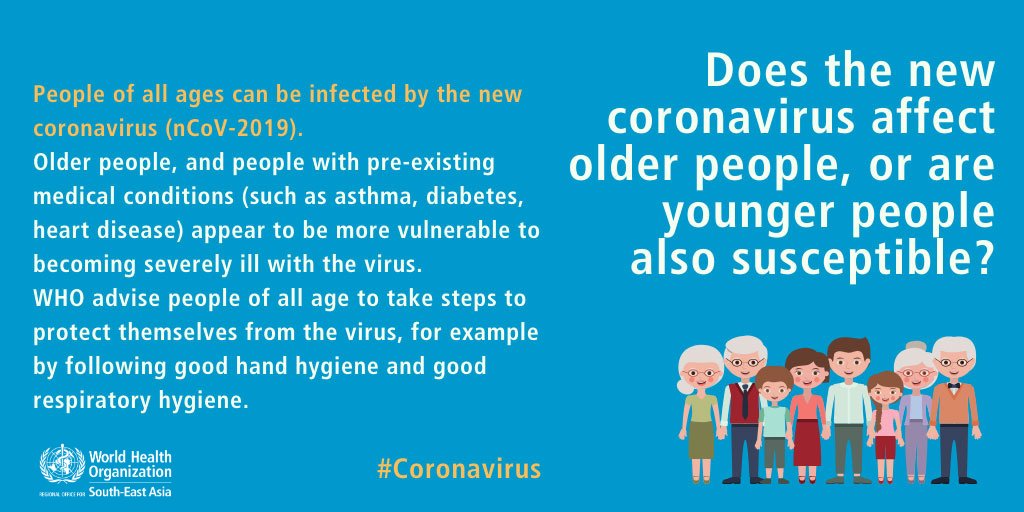 Does the new
coronavirus affect
older people, or are
younger people
also susceptible?
People of all ages can be infected by the new
coronavirus (nCoV-2019).
Older people, and people with pre-existing
medical conditions (such as asthma, diabetes,
heart disease) appear to be more vulnerable to
becoming severely ill with the virus.
WHO advise people of all age to take steps to
protect themselves from the virus, for example
by following good hand hygiene and good
respiratory hygiene.
World Health
Organization
REGIONAL OFFICE FOR South-East Asia
#Coronavirus